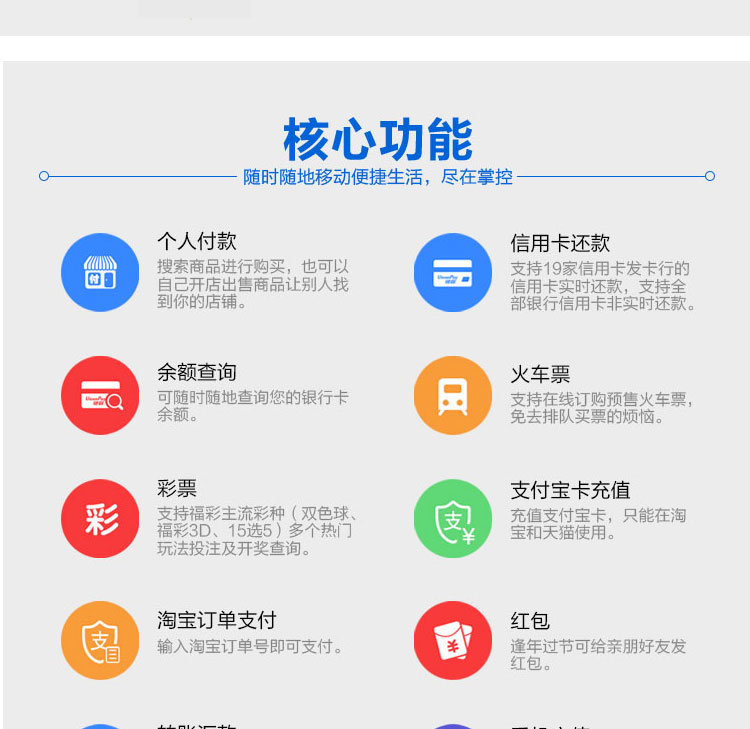 核心功能
随时随地移动便捷生活，尽在掌控
个人付款
搜索商品进行购买，也可以
自己开店出售商品让别人找
到你的店铺。
信用卡还款
支持19家信用卡发卡行的
信用卡实时还款，支持全
部银行信用卡非实时还款。
余额查询
可随时随地查询您的银行卡
余额。
火车票
支持在线订购预售火车票，
免去排队买票的烦恼。
彩
彩票
支持福彩主流彩种（双色球、
福彩3D、15选5）多个热门
玩法投注及开奖查询。
支
¥
支付宝卡充值
充值支付宝卡，只能在淘
宝和天猫使用。
支
淘宝订单支付
输入淘宝订单号即可支付。
¥
红包
逢年过节可给亲朋好友发
红包。